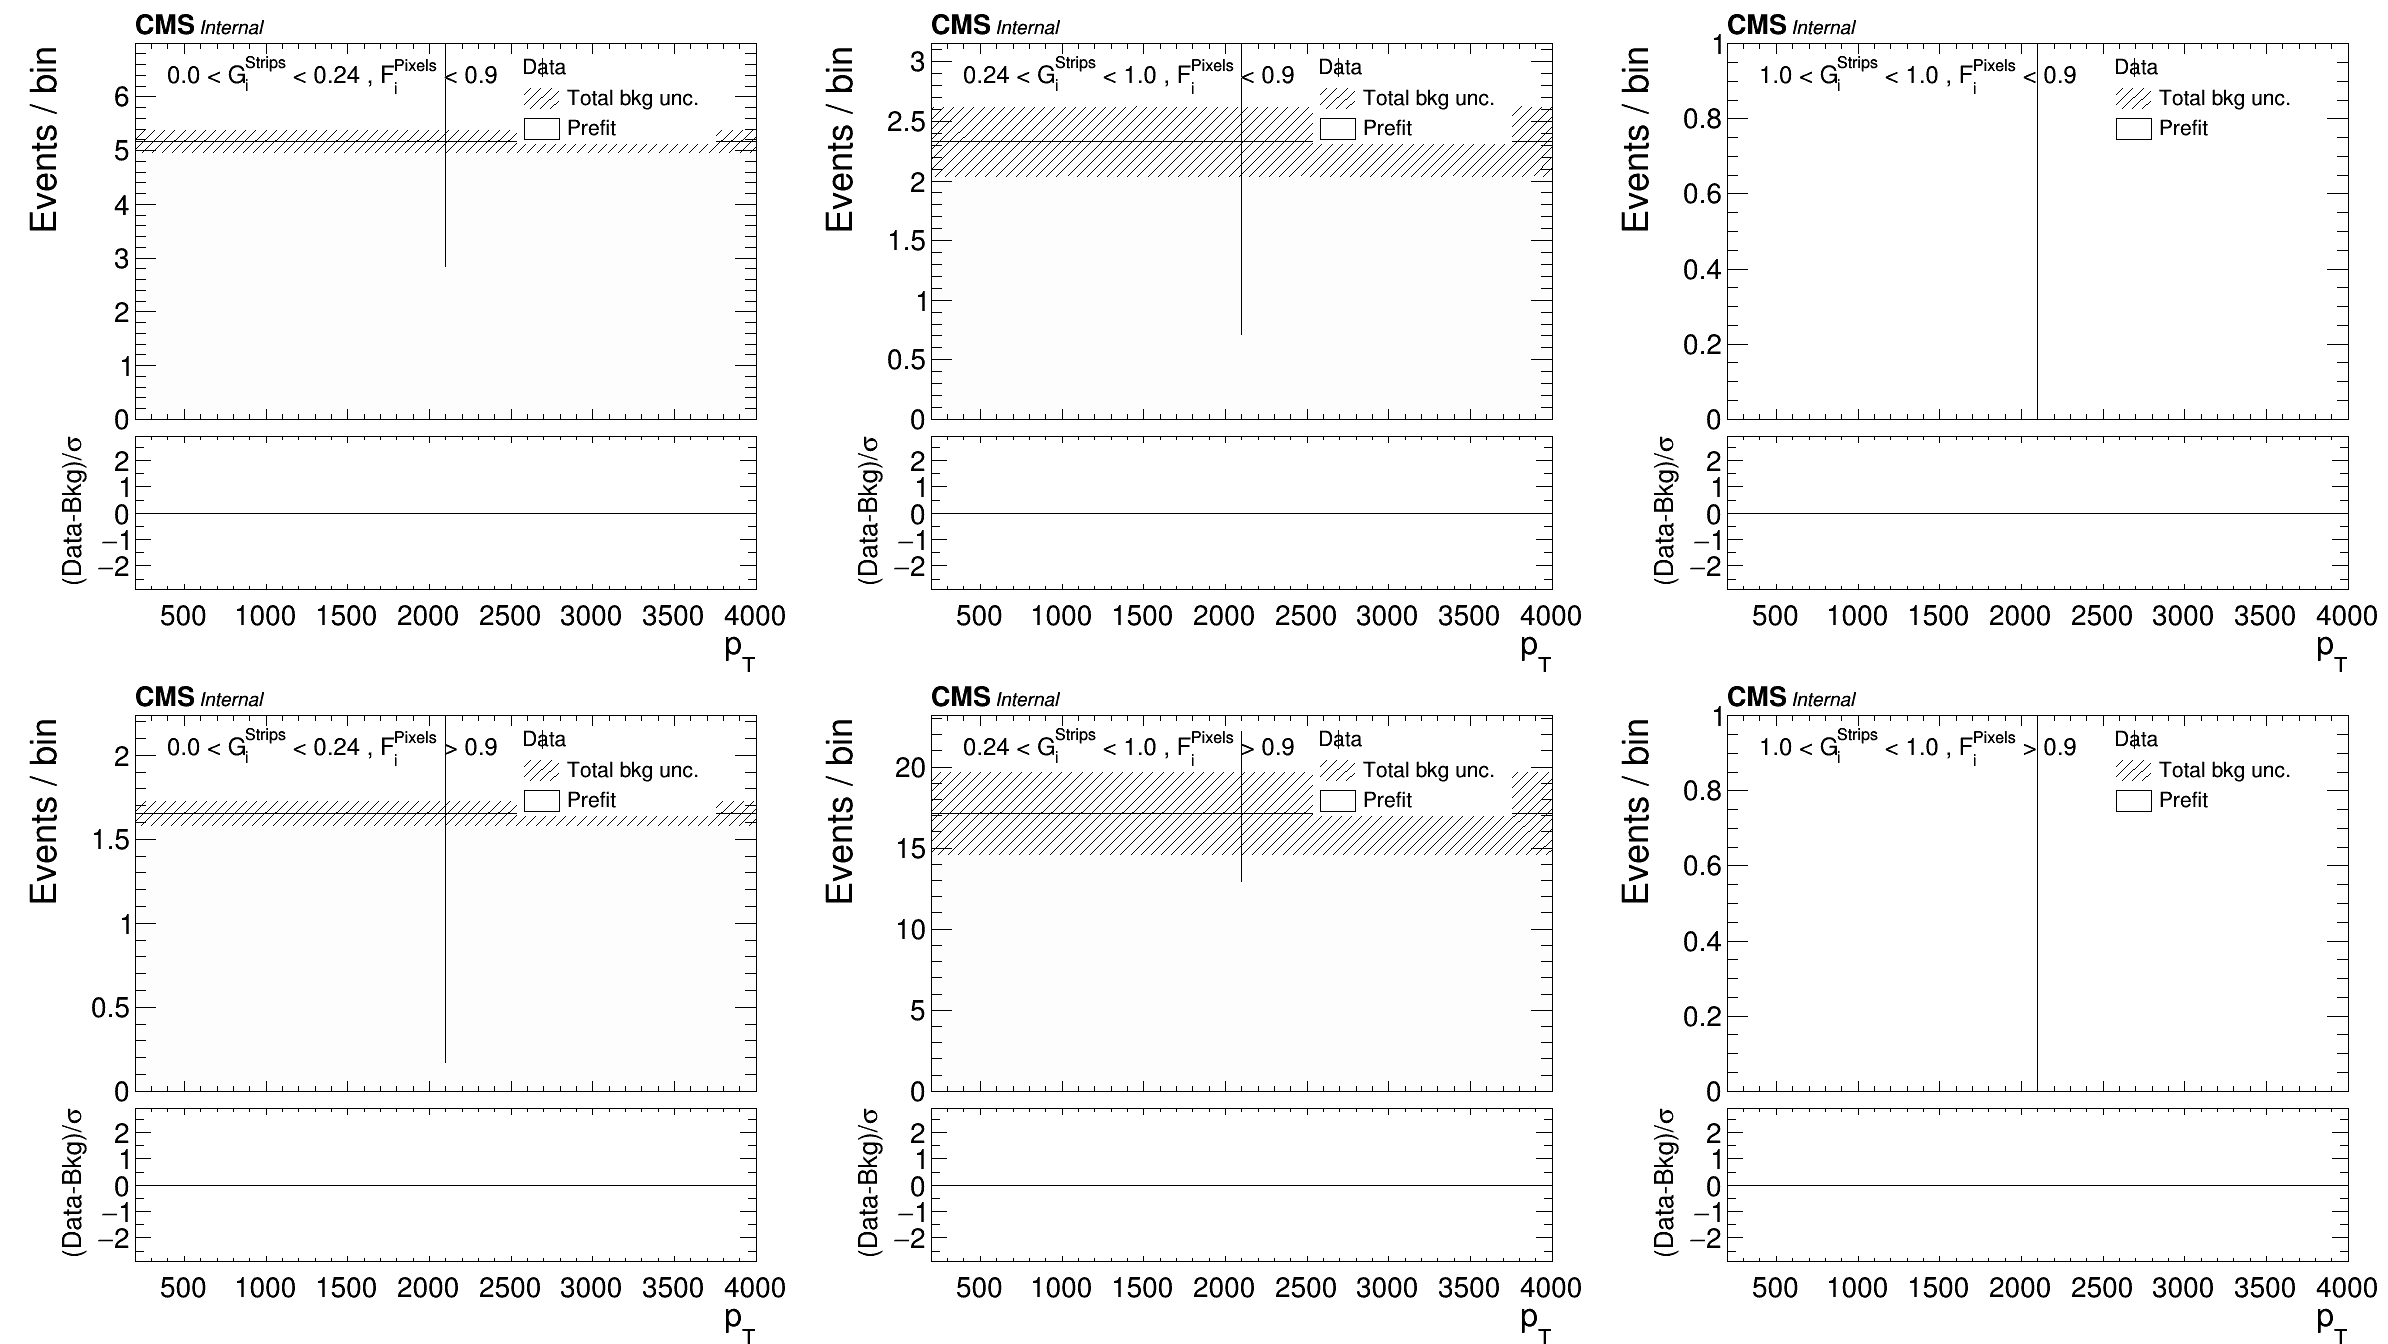 CMS Internal
0.0 < G_i^Strips < 0.24 , F_i^Pixels < 0.9
Data
Total bkg unc.
Prefit
Events / bin
6
5
4
3
2
1
0
(Data-Bkg)/σ
2
1
0
−1
−2
500 1000 1500 2000 2500 3000 3500 4000
p_T
CMS Internal
0.24 < G_i^Strips < 1.0 , F_i^Pixels < 0.9
Data
Total bkg unc.
Prefit
Events / bin
3
2.5
2
1.5
1
0.5
0
(Data-Bkg)/σ
2
1
0
−1
−2
500 1000 1500 2000 2500 3000 3500 4000
p_T
CMS Internal
1.0 < G_i^Strips < 1.0 , F_i^Pixels < 0.9
Data
Total bkg unc.
Prefit
Events / bin
1
0.8
0.6
0.4
0.2
0
(Data-Bkg)/σ
2
1
0
−1
−2
500 1000 1500 2000 2500 3000 3500 4000
p_T
CMS Internal
0.0 < G_i^Strips < 0.24 , F_i^Pixels > 0.9
Data
Total bkg unc.
Prefit
Events / bin
2
1.5
1
0.5
0
(Data-Bkg)/σ
2
1
0
−1
−2
500 1000 1500 2000 2500 3000 3500 4000
p_T
CMS Internal
0.24 < G_i^Strips < 1.0 , F_i^Pixels > 0.9
Data
Total bkg unc.
Prefit
Events / bin
20
15
10
5
0
(Data-Bkg)/σ
2
1
0
−1
−2
500 1000 1500 2000 2500 3000 3500 4000
p_T
CMS Internal
1.0 < G_i^Strips < 1.0 , F_i^Pixels > 0.9
Data
Total bkg unc.
Prefit
Events / bin
1
0.8
0.6
0.4
0.2
0
(Data-Bkg)/σ
2
1
0
−1
−2
500 1000 1500 2000 2500 3000 3500 4000
p_T